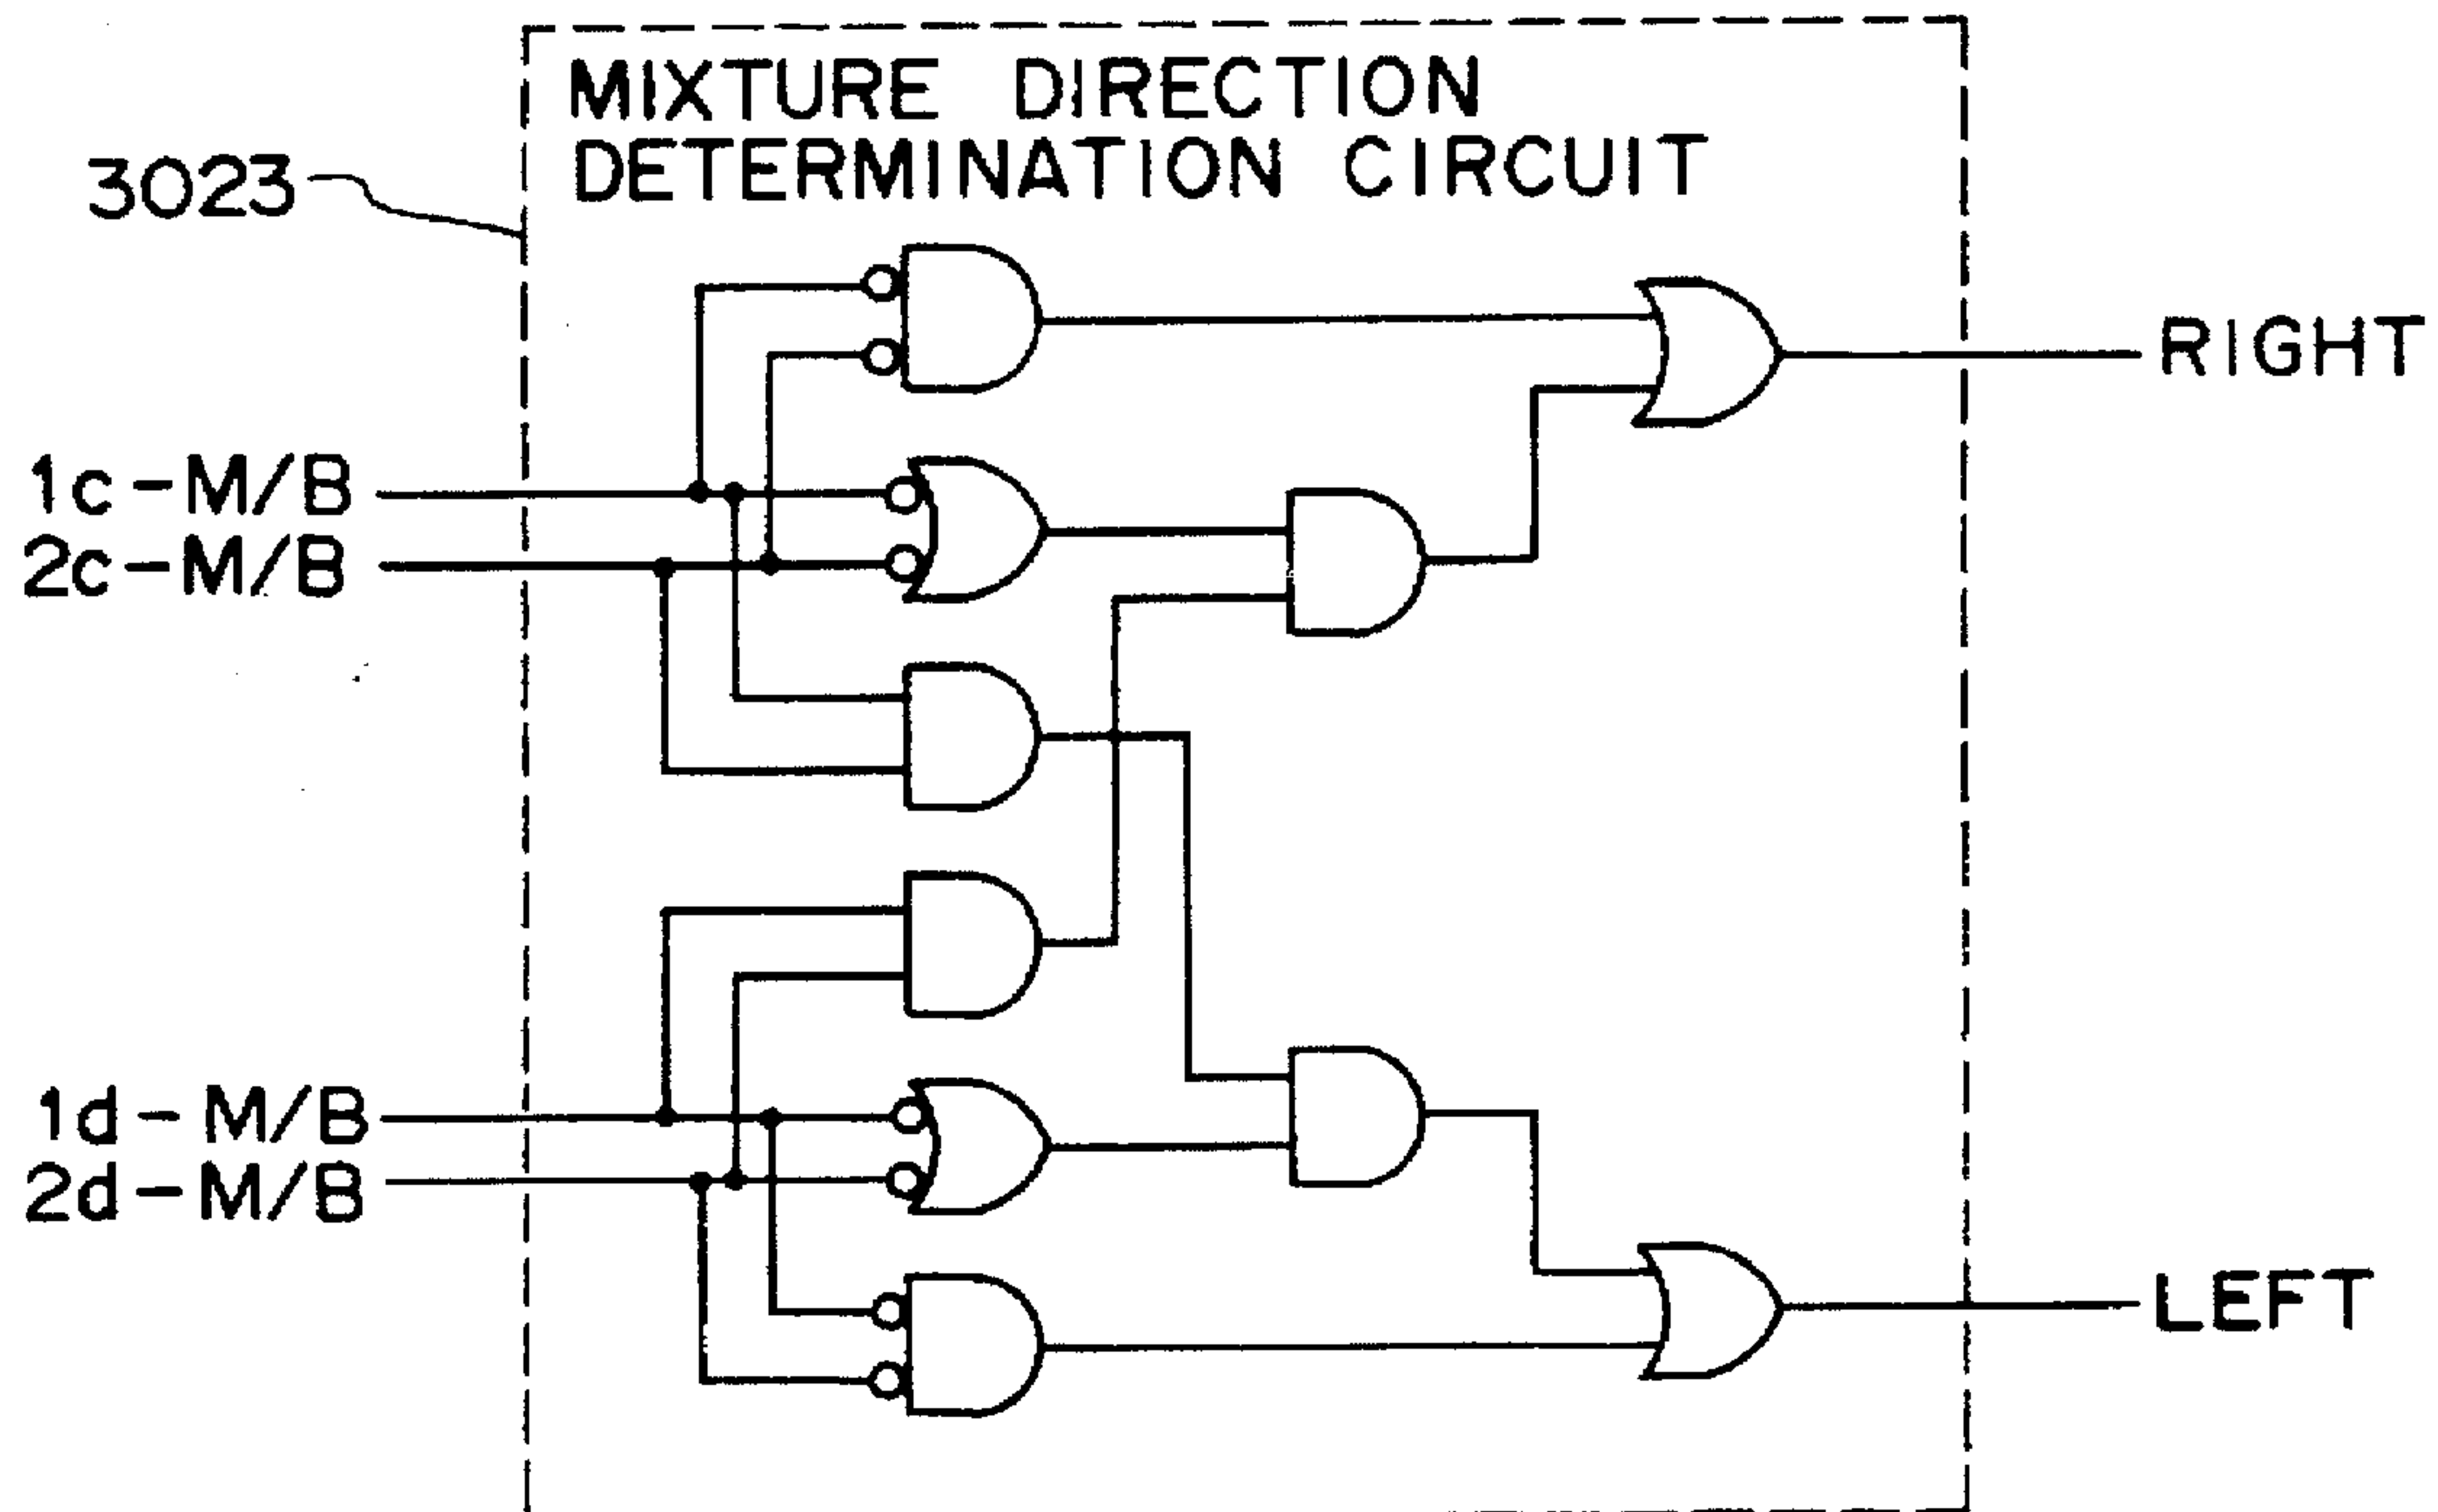 MIXTURE DIRECTION
DETERMINATION CIRCUIT
3023
RIGHT
1c-M/B
2c-M/B
1d-M/B
2d-M/B
LEFT